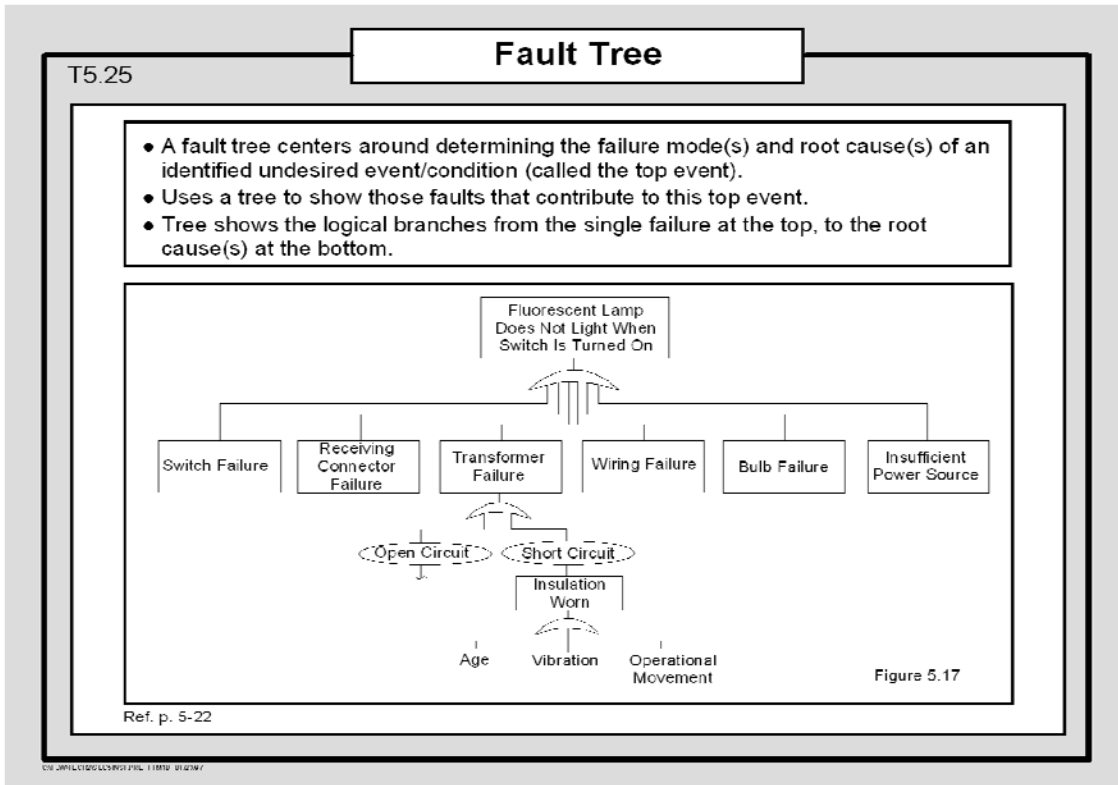 Fault Tree
T5.25
• A fault tree centers around determining the failure mode(s) and root cause(s) of an
identified undesired event/condition (called the top event).
• Uses a tree to show those faults that contribute to this top event.
• Tree shows the logical branches from the single failure at the top, to the root
cause(s) at the bottom.
Fluorescent Lamp
Does Not Light When
Switch Is Turned On
Switch Failure
Receiving
Connector
Failure
Transformer
Failure
Wiring Failure
Bulb Failure
Insufficient
Power Source
Open Circuit
Short Circuit
Insulation
Worn
Age
Vibration
Operational
Movement
Figure 5.17
Ref. p. 5-22